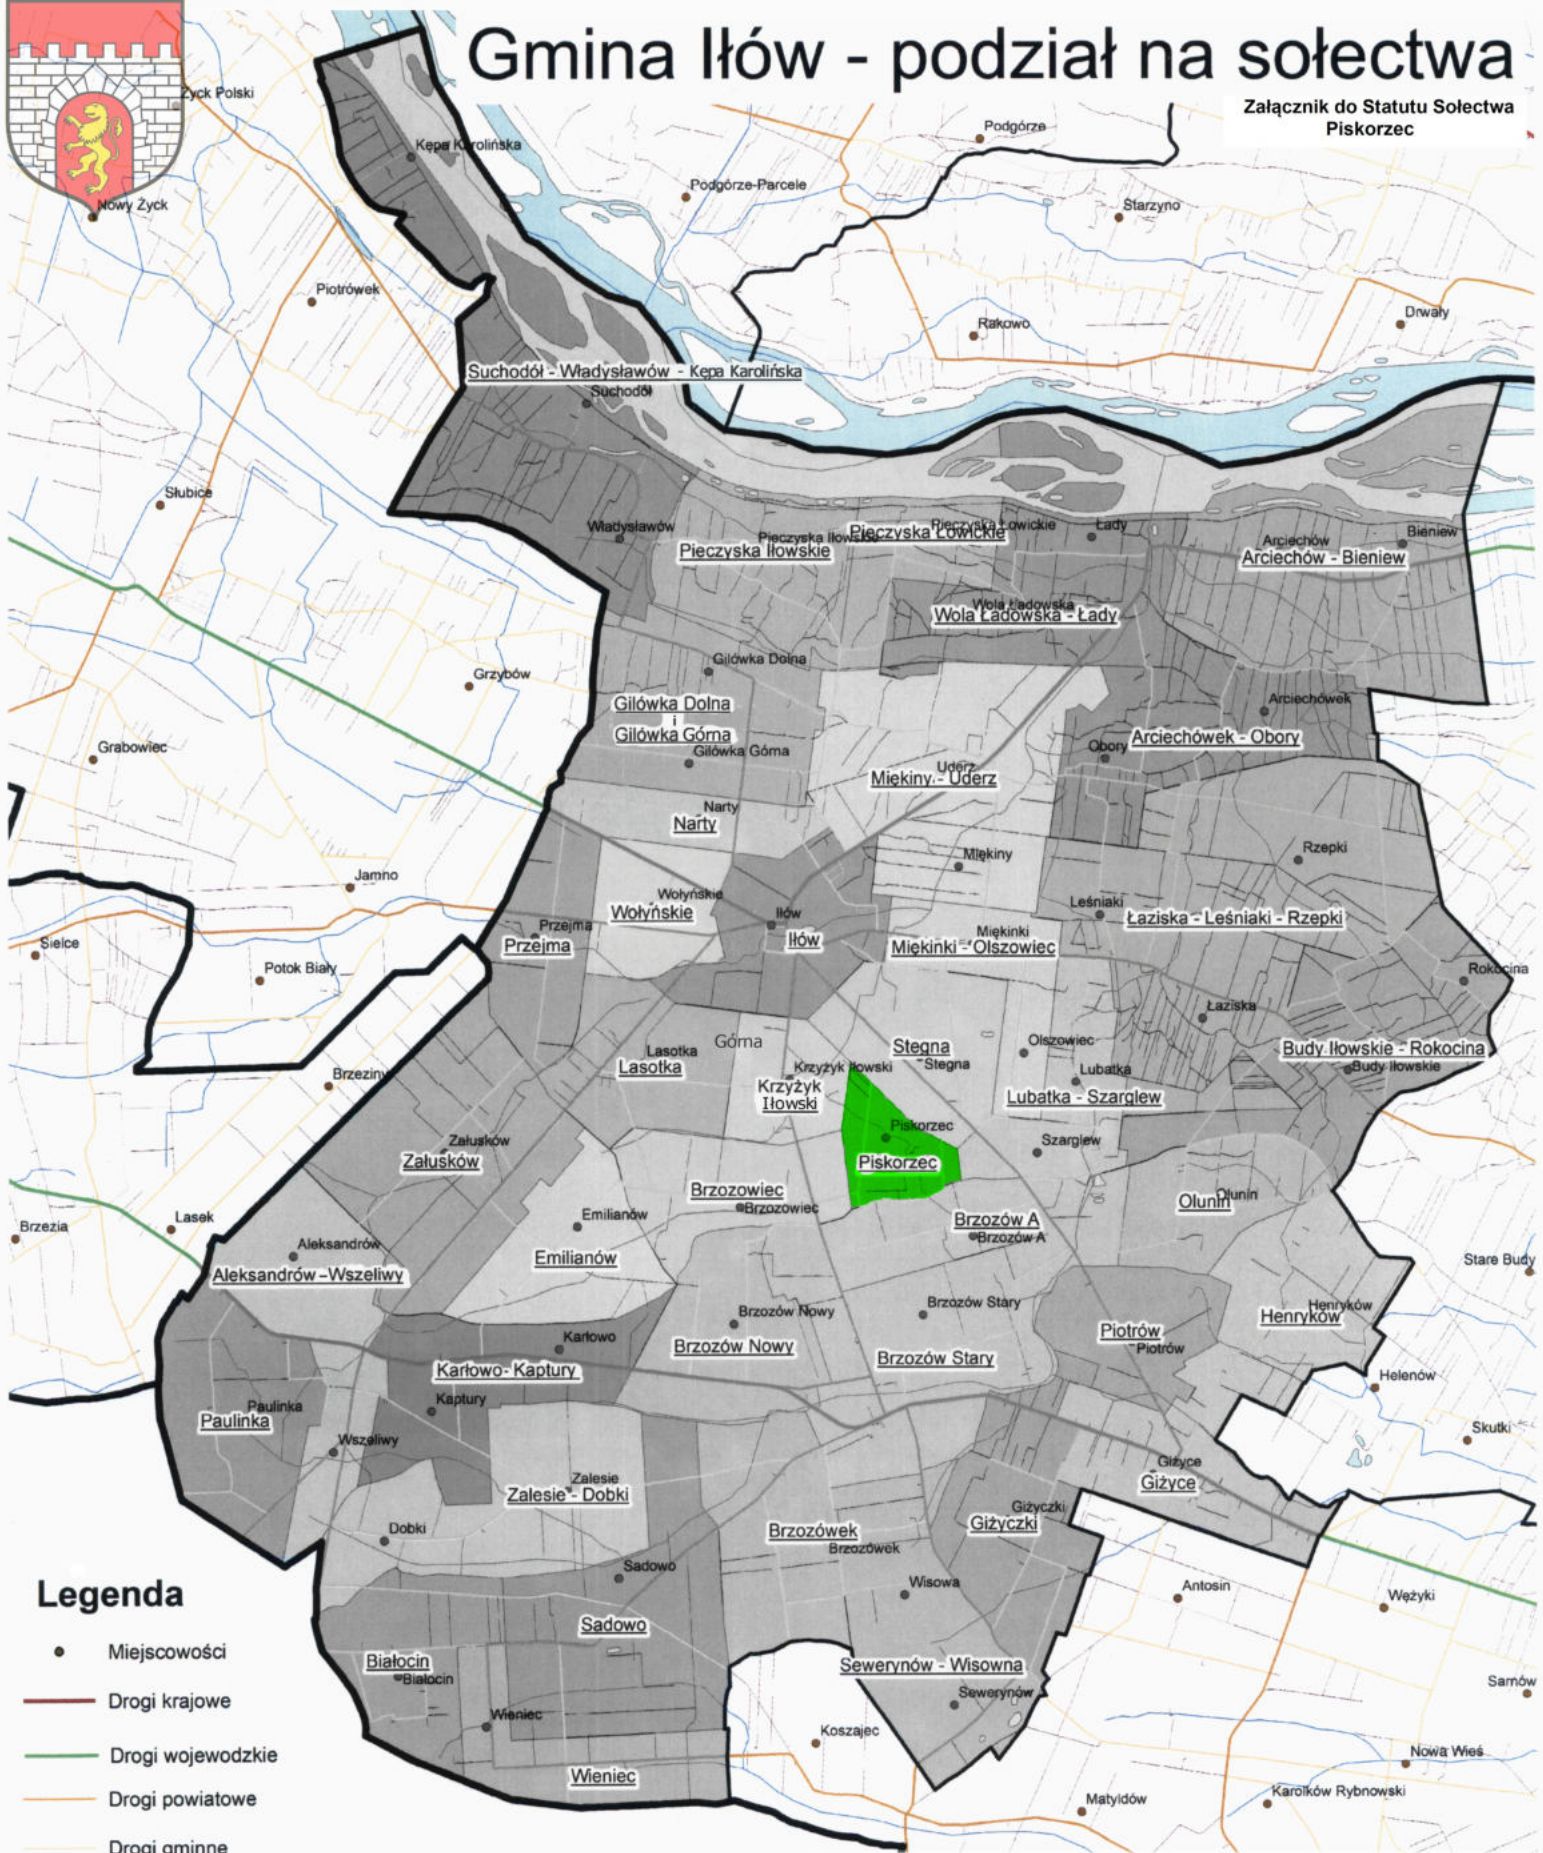 Gmina Iłów - podział na sołectwa
Załącznik do Statutu Sołectwa
Piskorzec
Życk Polski
Nowy Życk
Kępa Karolińska
Podgórze
Podgórze-Parcele
Starzyno
Piotrówek
Rakowo
Drwały
Suchodół - Władysławów - Kępa Karolińska
Suchodół
Słubice
Władysławów
Pieczyska Iłowskie
Pieczyska Iłowskie
Pieczyska Łowickie
Pieczyska Łowickie
Łady
Arciechów
Bieniew
Arciechów - Bieniew
Wola Ładowska
Wola Ładowska - Łady
Gilówka Dolna
Grzybów
Gilówka Dolna
i
Gilówka Górna
Gilówka Górna
Arciechówek
Obory
Arciechówek - Obory
Grabowiec
Uderz
Miękiny - Uderz
Narty
Narty
Miękiny
Rzepki
Jamno
Wołyńskie
Wołyńskie
Iłów
Iłów
Leśniaki
Łaziska - Leśniaki - Rzepki
Przejma
Przejma
Miękinki
Miękinki - Olszowiec
Sielce
Potok Biały
Rokocina
Łaziska
Górna
Lasotka
Lasotka
Stegna
Stegna
Olszowiec
Budy Iłowskie - Rokocina
Budy Iłowskie
Brzeziny
Krzyżyk Iłowski
Krzyżyk
Iłowski
Lubatka
Lubatka - Szarglew
Piskorzec
Piskorzec
Szarglew
Załusków
Załusków
Brzozowiec
Brzozowiec
Olunin
Olunin
Brzezia
Lasek
Emilianów
Emilianów
Brzozów A
Brzozów A
Aleksandrów
Aleksandrów - Wszeliwy
Stare Budy
Brzozów Nowy
Brzozów Nowy
Brzozów Stary
Brzozów Stary
Henryków
Henryków
Piotrów
Piotrów
Karłowo
Karłowo - Kaptury
Kaptury
Helenów
Paulinka
Paulinka
Wszeliwy
Skutki
Giżyce
Giżyce
Zalesie
Zalesie - Dobki
Dobki
Giżyczki
Giżyczki
Brzozówek
Brzozówek
Sadowo
Sadowo
Wisowa
Antosin
Wężyki
Białocin
Białocin
Sewerynów - Wisowna
Sewerynów
Sarnów
Wieniec
Wieniec
Koszajec
Nowa Wieś
Matyldów
Karolków Rybnowski
Legenda
Miejscowości
Drogi krajowe
Drogi wojewodzkie
Drogi powiatowe
Drogi gminne